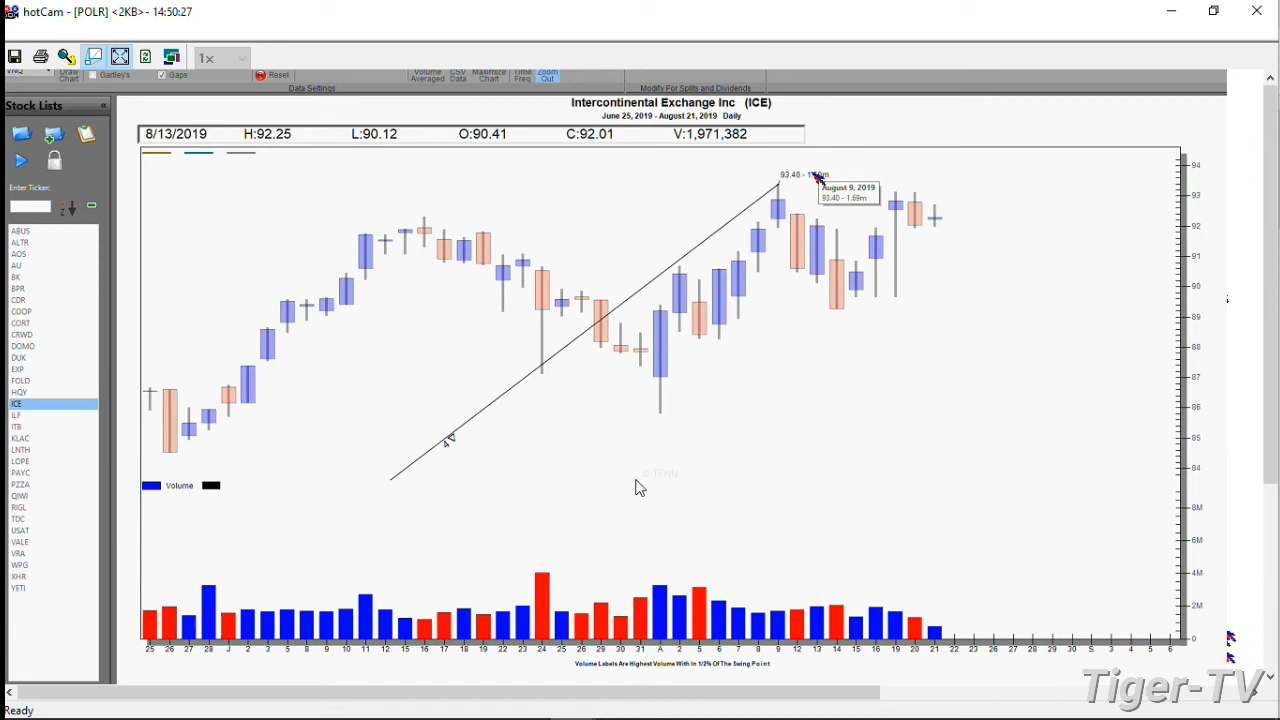 hotCam - [POLR] <2KB> - 14:50:27
1×
VNQ
Draw Chart
Gartley's
Gaps
Reset
Volume Averaged
CSV Data
Maximize Chart
Time Freq
Zoom Out
Data Settings
Modify For Splits and Dividends
Stock Lists
«
Enter Ticker:
ABUS
ALTR
AOS
AU
BK
BPR
CDR
COOP
CORT
CRWD
DOMO
DUK
EXP
FOLD
HQY
ICE
ILF
ITB
KLAC
LNTH
LOPE
PAYC
PZZA
QIWI
RIGL
TDC
USAT
VALE
VRA
WPG
XHR
YETI
Intercontinental Exchange Inc (ICE)
June 25, 2019 - August 21, 2019 Daily
8/13/2019 H:92.25 L:90.12 O:90.41 C:92.01 V:1,971,382
93.40 - 1.69m
August 9, 2019
93.40 - 1.69m
94
93
92
91
90
89
88
87
86
85
84
© TFNN
Volume
8M
6M
4M
2M
0
25 26 27 28 J 2 3 5 8 9 10 11 12 15 16 17 18 19 22 23 24 25 26 29 30 31 A 2 5 6 7 8 9 12 13 14 15 16 19 20 21 22 23 26 27 28 29 30 S 3 4 5 6
Volume Labels Are Highest Volume With In 1/2% Of The Swing Point
Tiger-TV
Ready